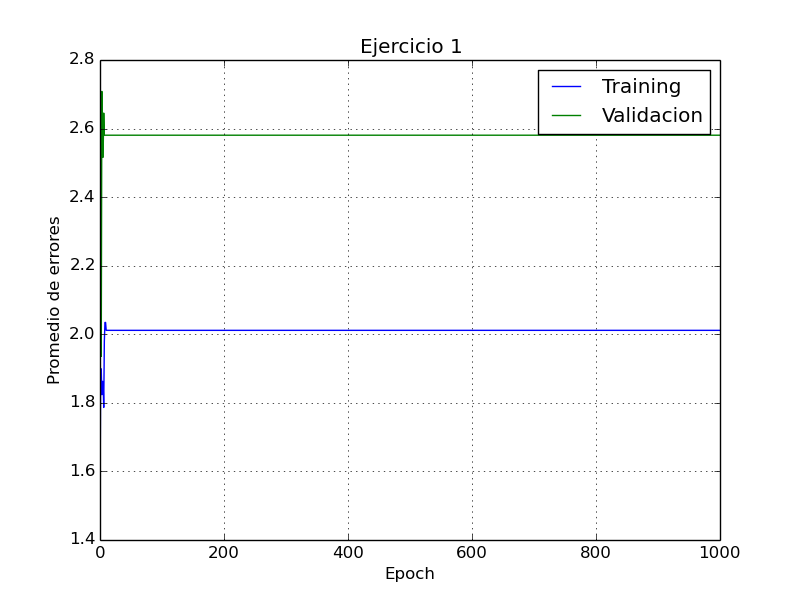 Ejercicio 1
Training
Validacion
2.8
2.6
2.4
2.2
2.0
1.8
1.6
1.4
Promedio de errores
0 200 400 600 800 1000
Epoch